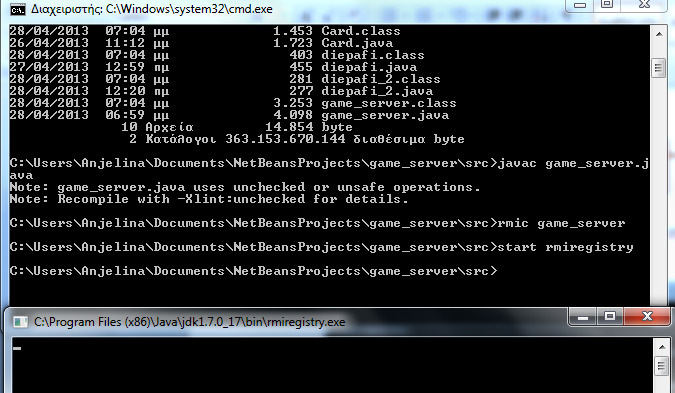 Διαχειριστής: C:\Windows\system32\cmd.exe
28/04/2013 07:04 μμ 1.453 Card.class
26/04/2013 11:12 μμ 1.723 Card.java
28/04/2013 07:04 μμ 403 diepafi.class
27/04/2013 12:59 πμ 455 diepafi.java
28/04/2013 07:04 μμ 281 diepafi_2.class
28/04/2013 12:20 πμ 277 diepafi_2.java
28/04/2013 07:04 μμ 3.253 game_server.class
28/04/2013 06:59 μμ 4.098 game_server.java
10 Αρχεία 14.854 byte
2 Κατάλογοι 363.153.670.144 διαθέσιμα byte
C:\Users\Anjelina\Documents\NetBeansProjects\game_server\src>javac game_server.j
ava
Note: game_server.java uses unchecked or unsafe operations.
Note: Recompile with -Xlint:unchecked for details.
C:\Users\Anjelina\Documents\NetBeansProjects\game_server\src>rmic game_server
C:\Users\Anjelina\Documents\NetBeansProjects\game_server\src>start rmiregistry
C:\Users\Anjelina\Documents\NetBeansProjects\game_server\src>
C:\Program Files (x86)\Java\jdk1.7.0_17\bin\rmiregistry.exe